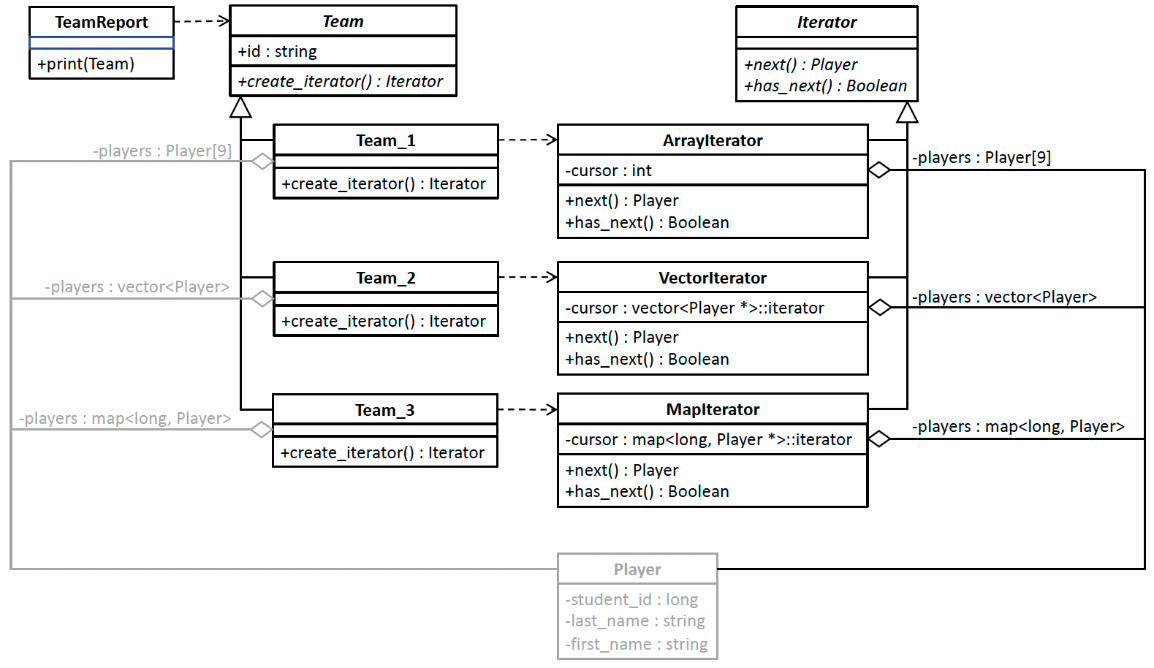 TeamReport
+print(Team)
Team
+id : string
+create_iterator() : Iterator
Iterator
+next() : Player
+has_next() : Boolean
-players : Player[9]
Team_1
+create_iterator() : Iterator
ArrayIterator
-cursor : int
+next() : Player
+has_next() : Boolean
-players : Player[9]
-players : vector<Player>
Team_2
+create_iterator() : Iterator
VectorIterator
-cursor : vector<Player *>::iterator
+next() : Player
+has_next() : Boolean
-players : vector<Player>
-players : map<long, Player>
Team_3
+create_iterator() : Iterator
MapIterator
-cursor : map<long, Player *>::iterator
+next() : Player
+has_next() : Boolean
-players : map<long, Player>
Player
-student_id : long
-last_name : string
-first_name : string